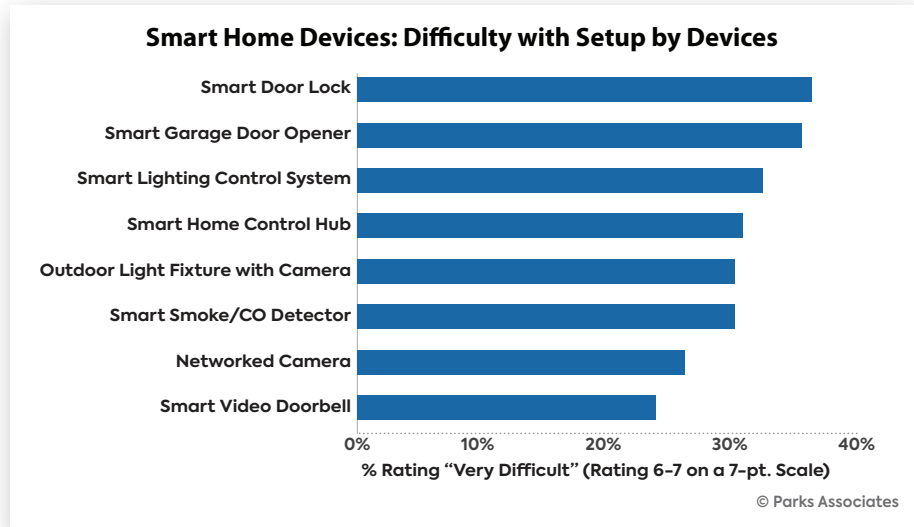 Smart Home Devices: Difficulty with Setup by Devices
Smart Door Lock
Smart Garage Door Opener
Smart Lighting Control System
Smart Home Control Hub
Outdoor Light Fixture with Camera
Smart Smoke/CO Detector
Networked Camera
Smart Video Doorbell
0% 10% 20% 30% 40%
% Rating “Very Difficult” (Rating 6-7 on a 7-pt. Scale)
© Parks Associates